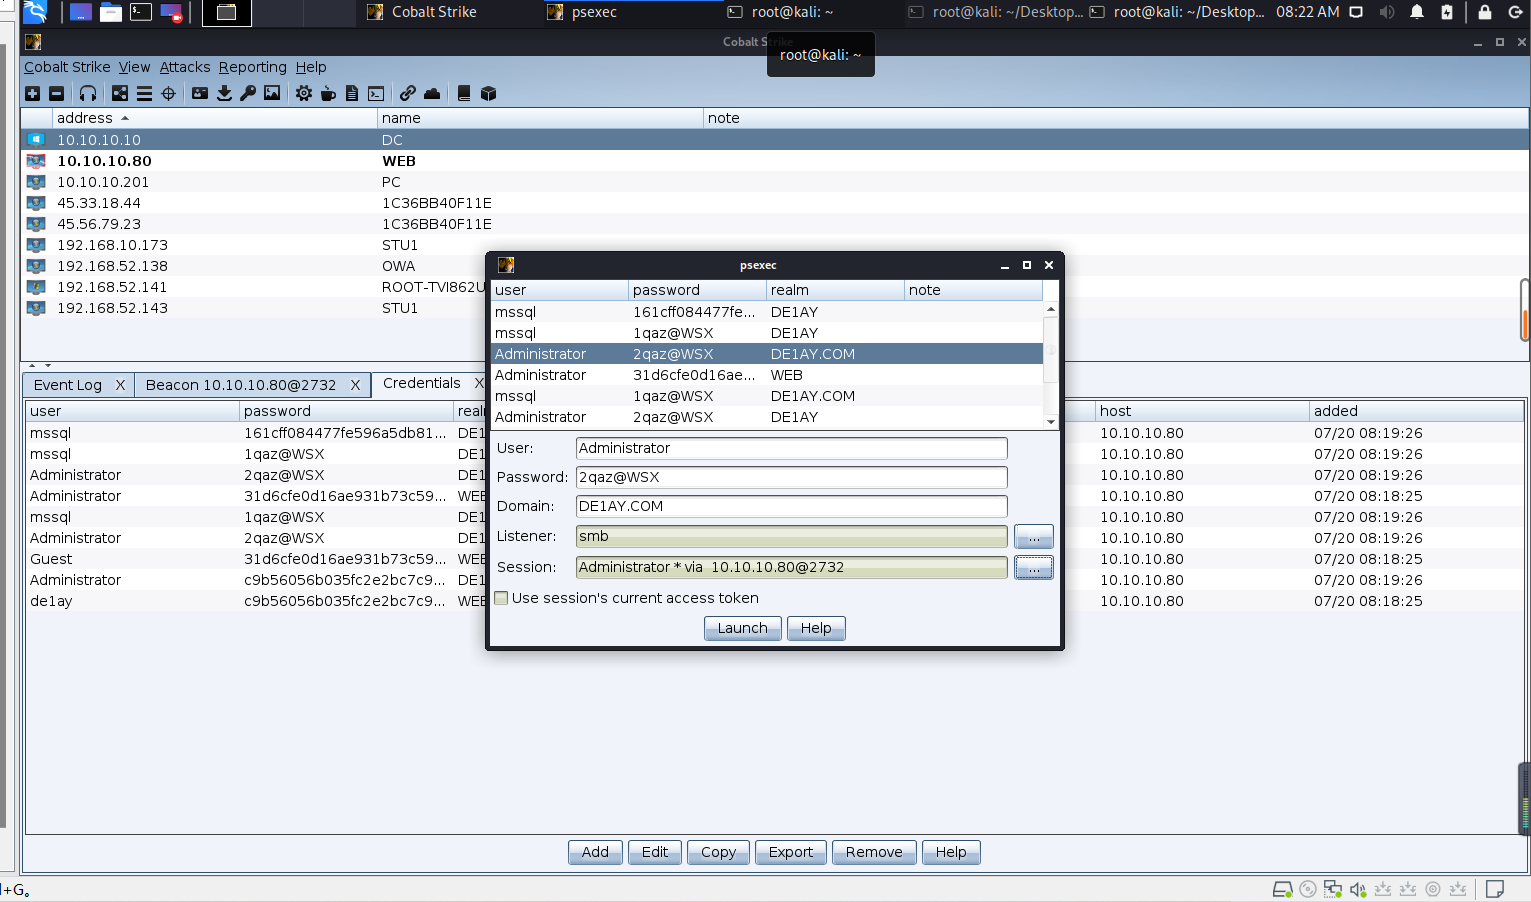 Cobalt Strike psexec root@kali: ~ root@kali: ~/Desktop... root@kali: ~/Desktop... 08:22 AM
Cobalt Strike
root@kali: ~
Cobalt Strike View Attacks Reporting Help
address name note
10.10.10.10 DC
10.10.10.80 WEB
10.10.10.201 PC
45.33.18.44 1C36BB40F11E
45.56.79.23 1C36BB40F11E
192.168.10.173 STU1
192.168.52.138 OWA
192.168.52.141 ROOT-TVI862U
192.168.52.143 STU1
psexec
user password realm note
mssql 161cff084477fe... DE1AY
mssql 1qaz@WSX DE1AY
Administrator 2qaz@WSX DE1AY.COM
Administrator 31d6cfe0d16ae... WEB
mssql 1qaz@WSX DE1AY.COM
Administrator 2qaz@WSX DE1AY
User: Administrator
Password: 2qaz@WSX
Domain: DE1AY.COM
Listener: smb ...
Session: Administrator * via 10.10.10.80@2732 ...
Use session's current access token
Launch Help
Event Log X Beacon 10.10.10.80@2732 X Credentials X
user password real host added
mssql 161cff084477fe596a5db81... DE1 10.10.10.80 07/20 08:19:26
mssql 1qaz@WSX DE1 10.10.10.80 07/20 08:19:26
Administrator 2qaz@WSX DE1 10.10.10.80 07/20 08:19:26
Administrator 31d6cfe0d16ae931b73c59... WEB 10.10.10.80 07/20 08:18:25
mssql 1qaz@WSX DE1 10.10.10.80 07/20 08:19:26
Administrator 2qaz@WSX DE1 10.10.10.80 07/20 08:19:26
Guest 31d6cfe0d16ae931b73c59... WEB 10.10.10.80 07/20 08:18:25
Administrator c9b56056b035fc2e2bc7c9... DE1 10.10.10.80 07/20 08:19:26
de1ay c9b56056b035fc2e2bc7c9... WEB 10.10.10.80 07/20 08:18:25
Add Edit Copy Export Remove Help
+G。